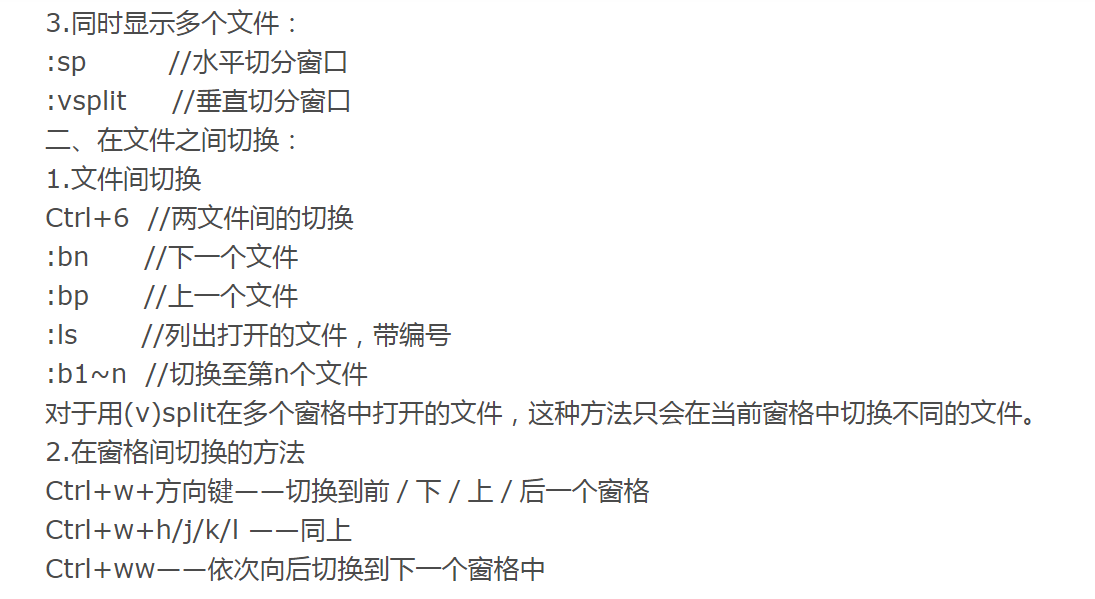 3.同时显示多个文件：
:sp //水平切分窗口
:vsplit //垂直切分窗口
二、在文件之间切换：
1.文件间切换
Ctrl+6 //两文件间的切换
:bn //下一个文件
:bp //上一个文件
:ls //列出打开的文件，带编号
:b1~n //切换至第n个文件
对于用(v)split在多个窗格中打开的文件，这种方法只会在当前窗格中切换不同的文件。
2.在窗格间切换的方法
Ctrl+w+方向键——切换到前／下／上／后一个窗格
Ctrl+w+h/j/k/l ——同上
Ctrl+ww——依次向后切换到下一个窗格中